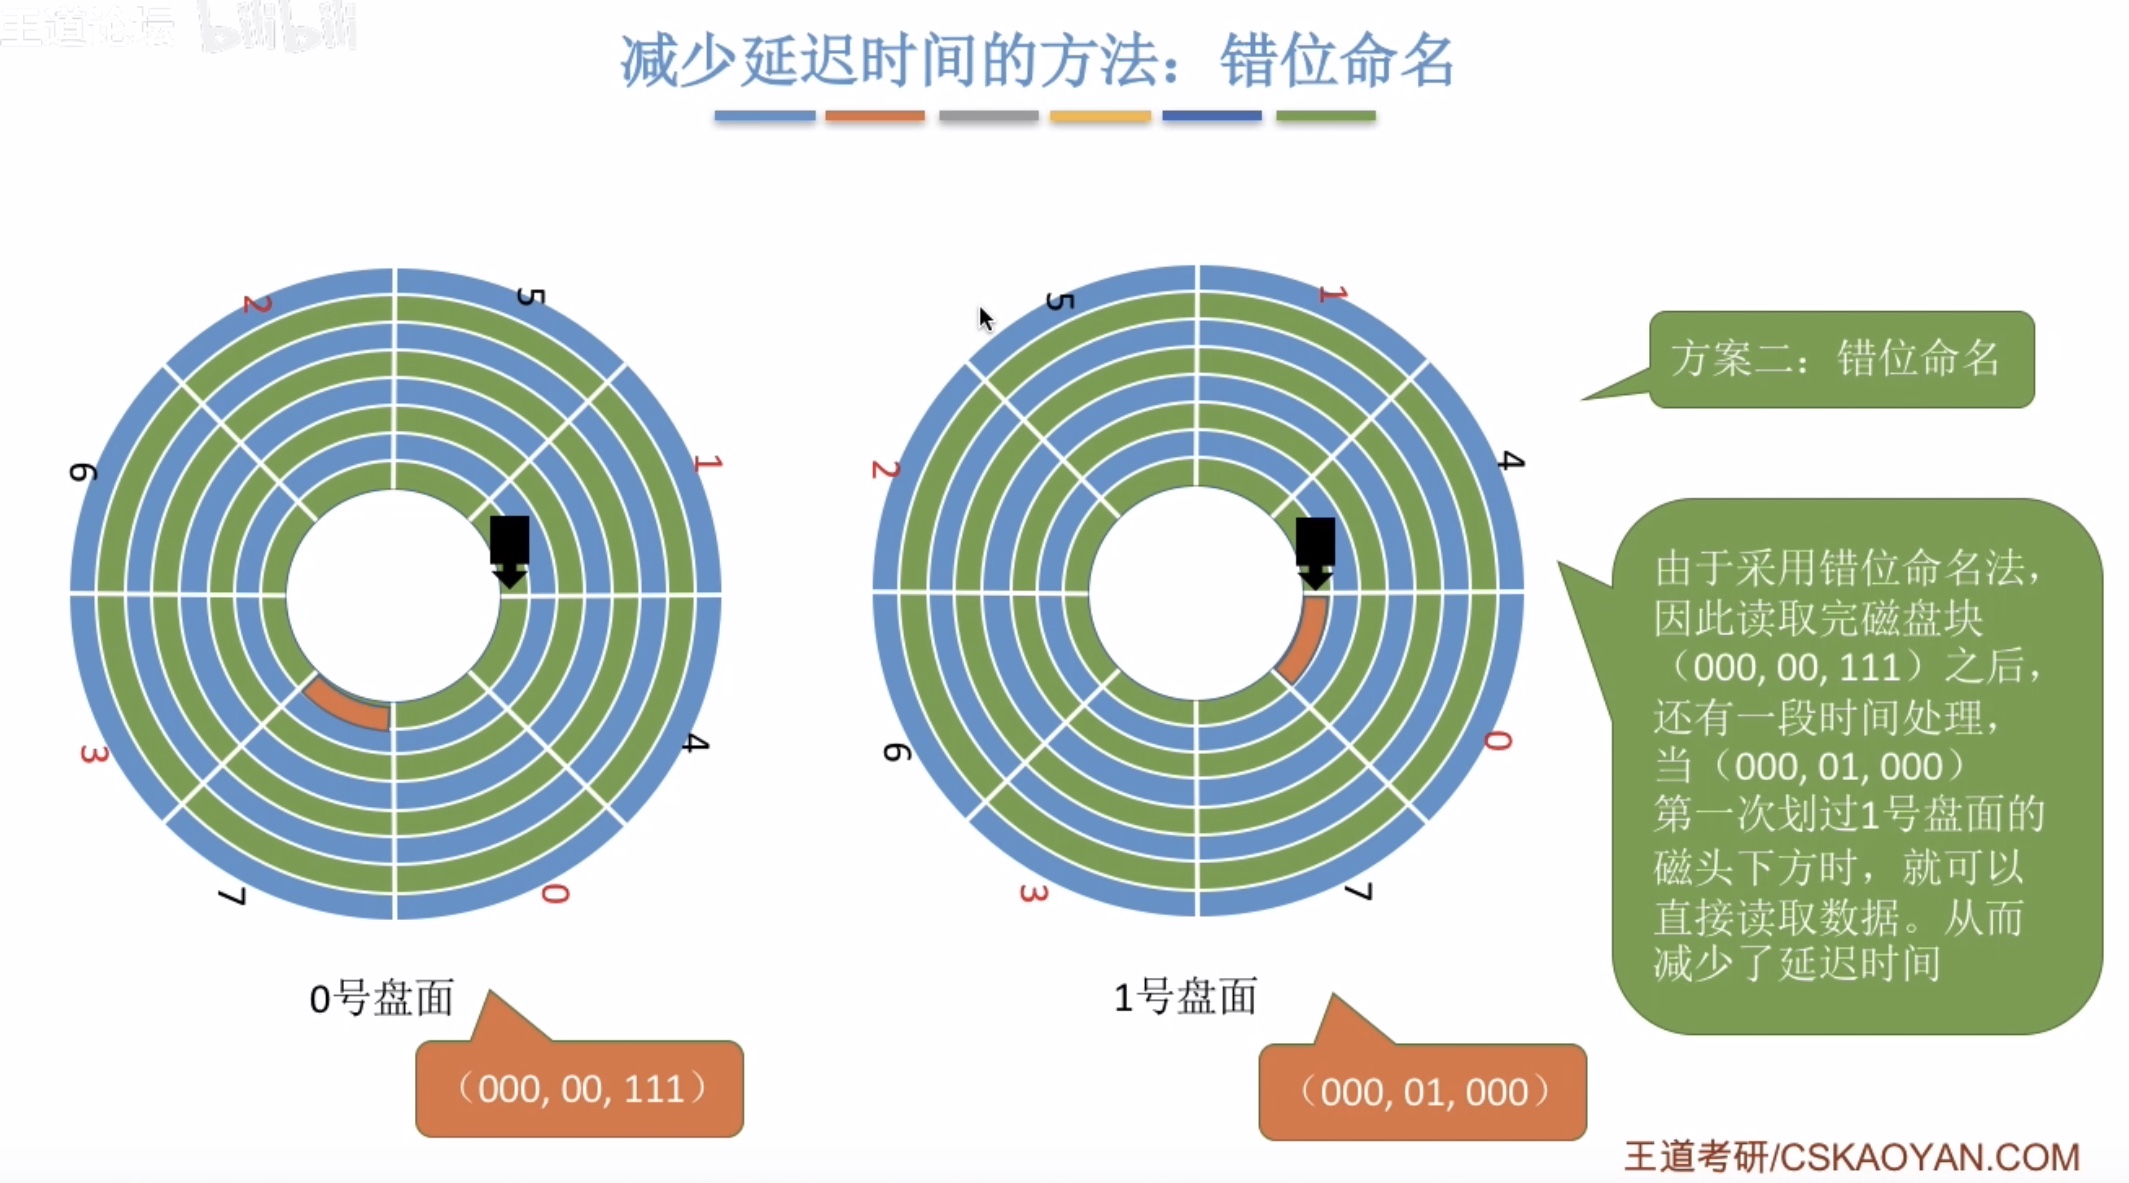 王道论坛 bilibili
减少延迟时间的方法：错位命名
2
5
6
1
3
4
7
0
0号盘面
（000, 00, 111）
5
1
2
4
6
0
3
7
1号盘面
（000, 01, 000）
方案二：错位命名
由于采用错位命名法，
因此读取完磁盘块
（000, 00, 111）之后，
还有一段时间处理，
当（000, 01, 000）
第一次划过1号盘面的
磁头下方时，就可以
直接读取数据。从而
减少了延迟时间
王道考研/CSKAOYAN.COM